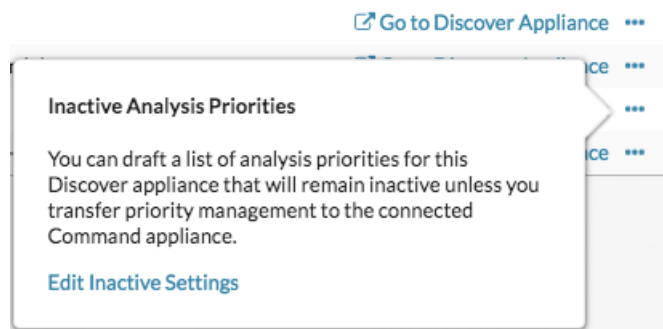 Go to Discover Appliance
Inactive Analysis Priorities
You can draft a list of analysis priorities for this
Discover appliance that will remain inactive unless you
transfer priority management to the connected
Command appliance.
Edit Inactive Settings